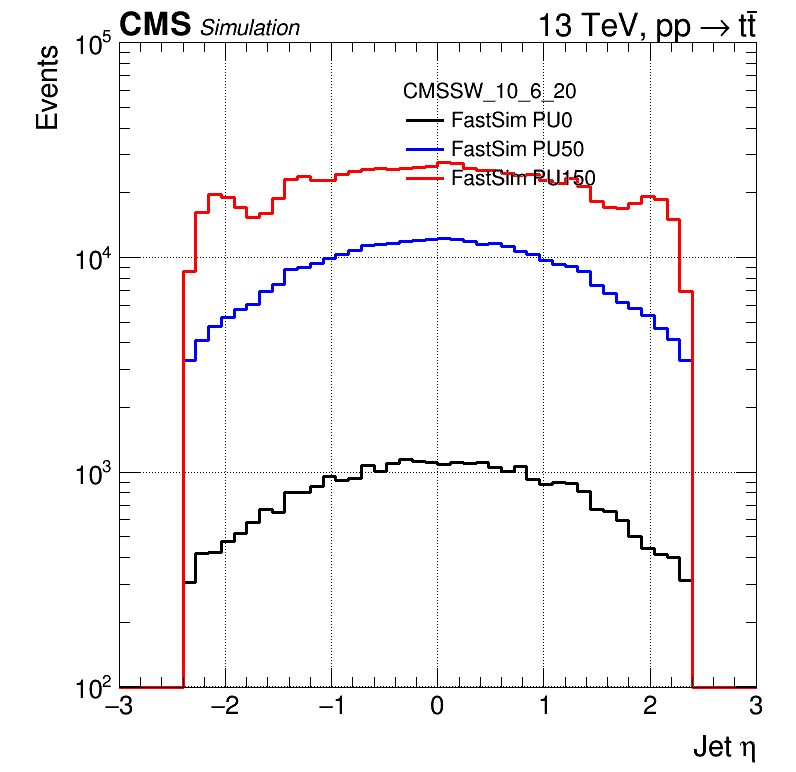 CMS Simulation 13 TeV, pp → tt̄
Events
10⁵
CMSSW_10_6_20
FastSim PU0
FastSim PU50
FastSim PU150
10⁴
10³
10²
−3 −2 −1 0 1 2 3
Jet η